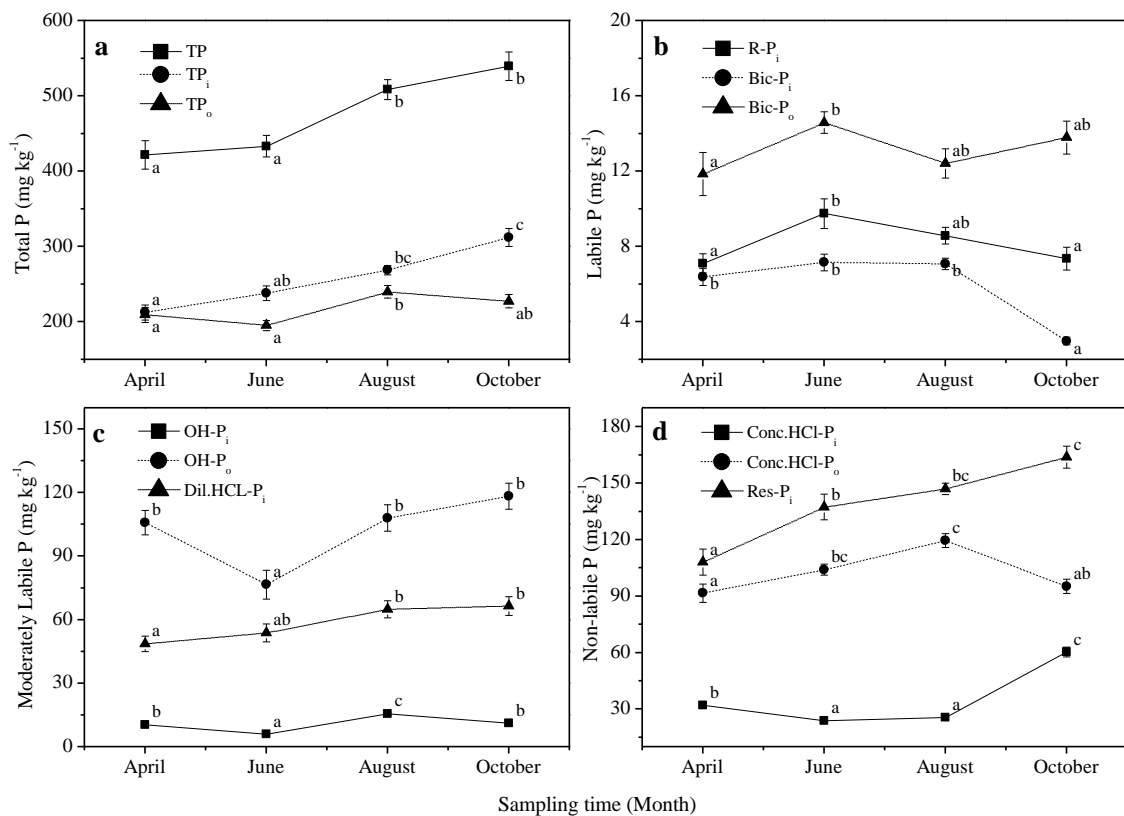 a
TP
TPi
TPo
Total P (mg kg-1)
600
500
400
300
200
a
a
b
b
a
ab
bc
c
a
a
b
ab
April
June
August
October
b
R-Pi
Bic-Pi
Bic-Po
Labile P (mg kg-1)
20
16
12
8
4
a
b
ab
ab
a
b
ab
a
b
b
b
a
April
June
August
October
c
OH-Pi
OH-Po
Dil.HCL-Pi
Moderately Labile P (mg kg-1)
150
120
90
60
30
0
b
a
b
b
a
ab
b
b
b
a
c
b
April
June
August
October
d
Conc.HCl-Pi
Conc.HCl-Po
Res-Pi
Non-labile P (mg kg-1)
180
150
120
90
60
30
a
b
bc
c
a
bc
c
ab
b
a
a
c
April
June
August
October
Sampling time (Month)